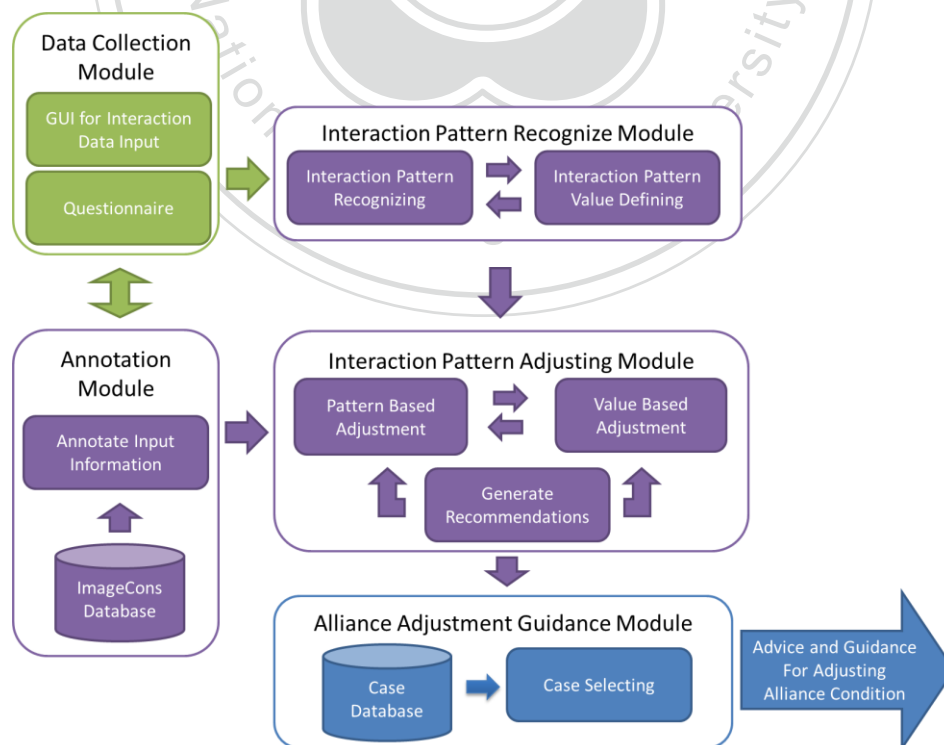 Data Collection
Module
GUI for Interaction
Data Input
Questionnaire
Interaction Pattern Recognize Module
Interaction Pattern
Recognizing
Interaction Pattern
Value Defining
Annotation
Module
Annotate Input
Information
ImageCons
Database
Interaction Pattern Adjusting Module
Pattern Based
Adjustment
Value Based
Adjustment
Generate
Recommendations
Alliance Adjustment Guidance Module
Case
Database
Case Selecting
Advice and Guidance
For Adjusting
Alliance Condition